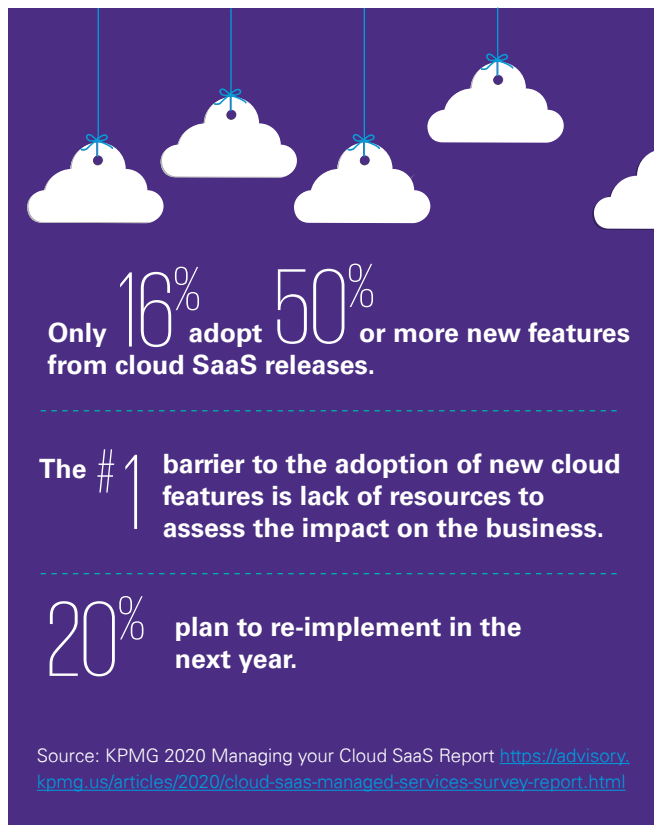 Only 16% adopt 50% or more new features
from cloud SaaS releases.
The #1 barrier to the adoption of new cloud
features is lack of resources to
assess the impact on the business.
20% plan to re-implement in the
next year.
Source: KPMG 2020 Managing your Cloud SaaS Report https://advisory.
kpmg.us/articles/2020/cloud-saas-managed-services-survey-report.html